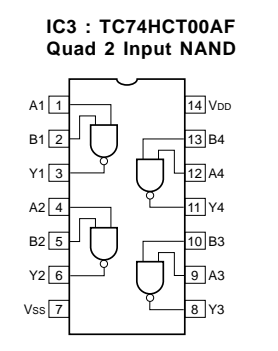 IC3 : TC74HCT00AF
Quad 2 Input NAND
A1 1 14 VDD
B1 2 13 B4
Y1 3 12 A4
A2 4 11 Y4
B2 5 10 B3
Y2 6 9 A3
Vss 7 8 Y3